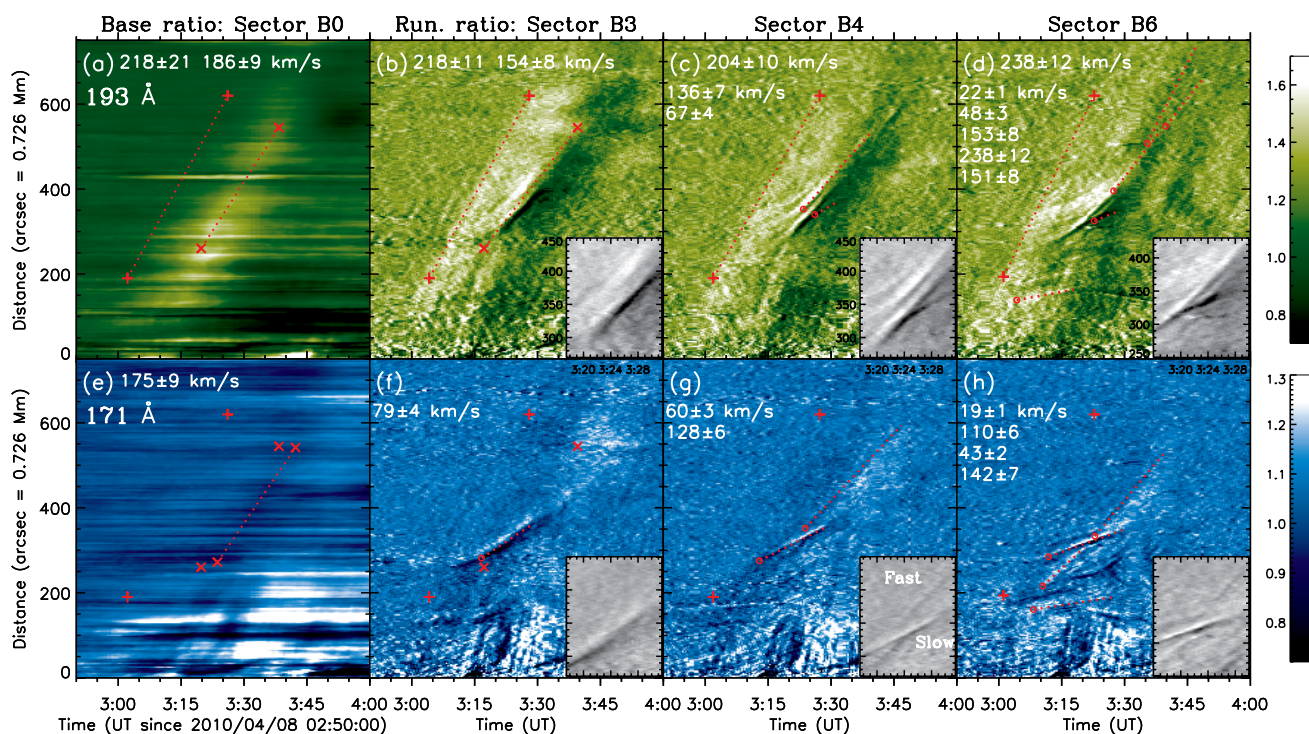 Base ratio: Sector B0
Run. ratio: Sector B3
Sector B4
Sector B6
(a) 218±21 186±9 km/s
193 Å
(b) 218±11 154±8 km/s
(c) 204±10 km/s
136±7 km/s
67±4
(d) 238±12 km/s
22±1 km/s
48±3
153±8
238±12
151±8
Distance (arcsec = 0.726 Mm)
600
400
200
0
450
400
350
300
450
400
350
300
450
400
350
300
250
1.6
1.4
1.2
1.0
0.8
(e) 175±9 km/s
171 Å
(f)
79±4 km/s
3:20 3:24 3:28
(g)
60±3 km/s
128±6
3:20 3:24 3:28
Fast
Slow
(h)
19±1 km/s
110±6
43±2
142±7
3:20 3:24 3:28
Distance (arcsec = 0.726 Mm)
600
400
200
0
1.3
1.2
1.1
1.0
0.9
0.8
3:00 3:15 3:30 3:45
3:00 3:15 3:30 3:45 4:00
3:00 3:15 3:30 3:45 4:00
3:00 3:15 3:30 3:45 4:00
Time (UT since 2010/04/08 02:50:00)
Time (UT)
Time (UT)
Time (UT)